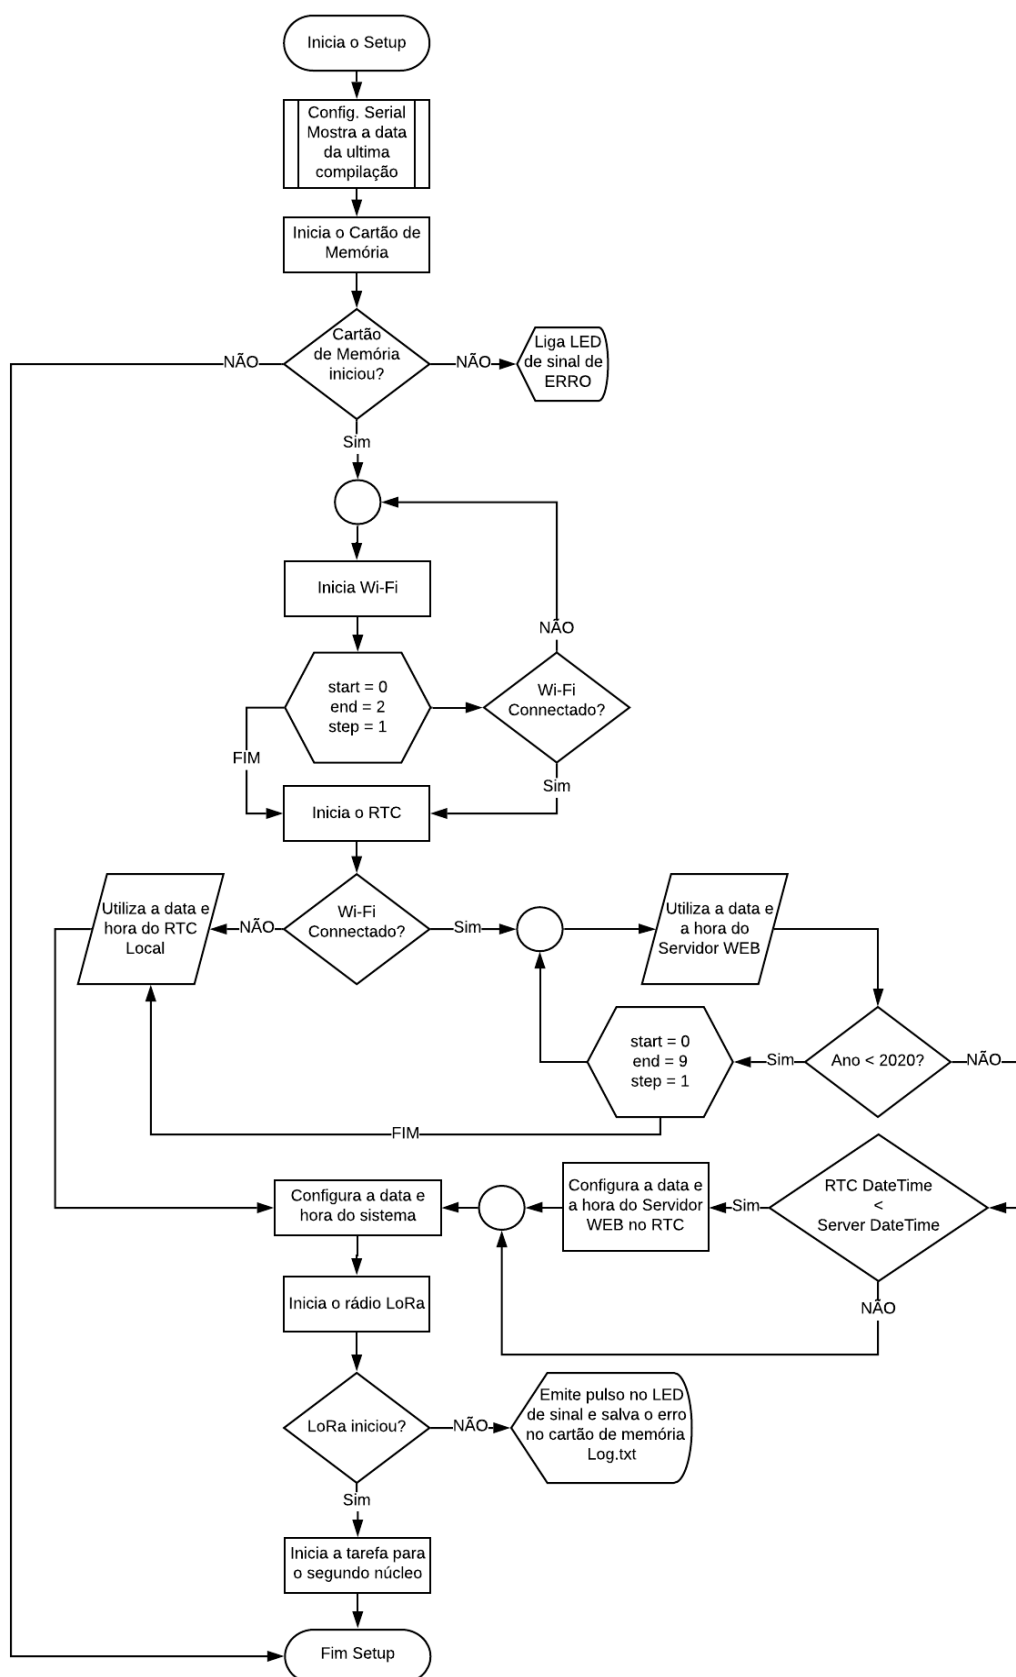 Inicia o Setup
Config. Serial
Mostra a data
da ultima
compilação
Inicia o Cartão de
Memória
Cartão
de Memória
iniciou?
NÃO
NÃO
Liga LED
de sinal de
ERRO
Sim
Inicia Wi-Fi
NÃO
start = 0
end = 2
step = 1
Wi-Fi
Connectado?
FIM
Sim
Inicia o RTC
Utiliza a data e
hora do RTC
Local
NÃO
Wi-Fi
Connectado?
Sim
Utiliza a data e
a hora do
Servidor WEB
start = 0
end = 9
step = 1
Sim
Ano < 2020?
NÃO
FIM
Configura a data e
hora do sistema
Configura a data e
a hora do Servidor
WEB no RTC
Sim
RTC DateTime
<
Server DateTime
NÃO
Inicia o rádio LoRa
LoRa iniciou?
NÃO
Emite pulso no LED
de sinal e salva o erro
no cartão de memória
Log.txt
Sim
Inicia a tarefa para
o segundo núcleo
Fim Setup